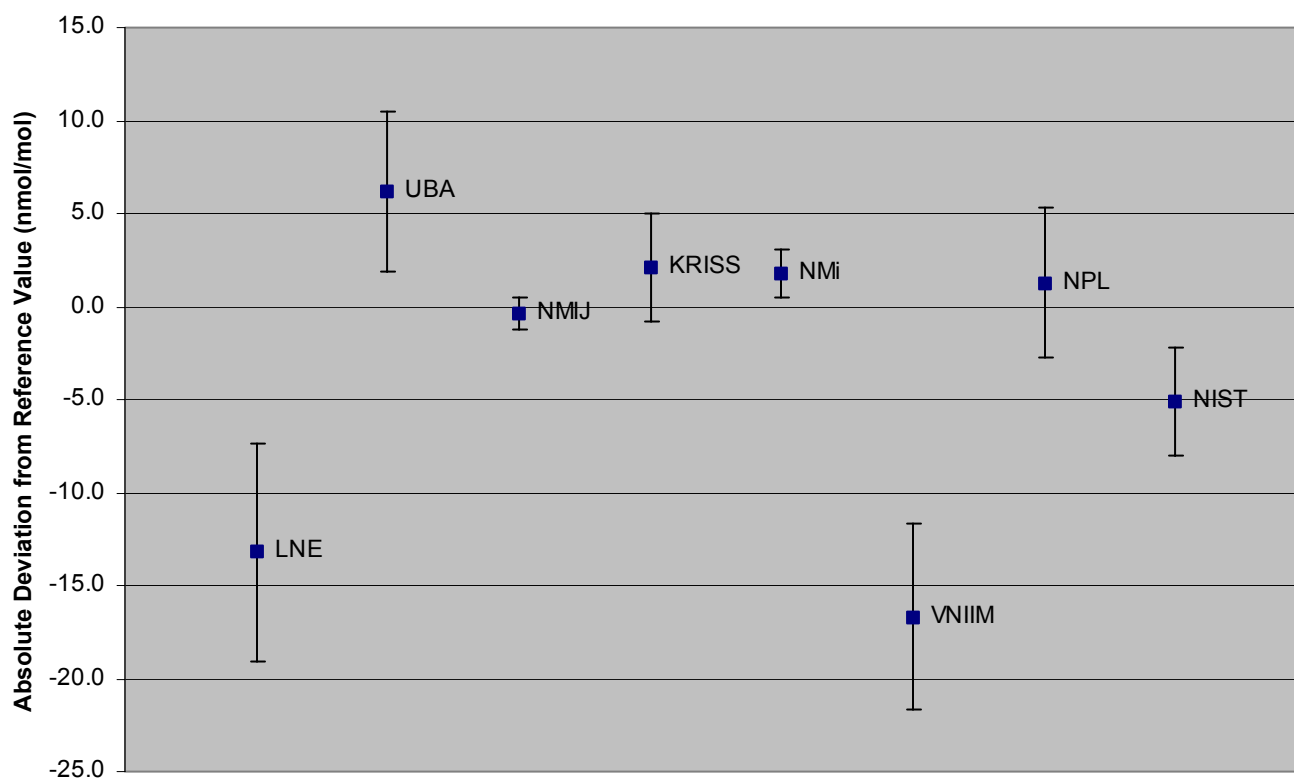 Absolute Deviation from Reference Value (nmol/mol)
15.0
10.0
5.0
0.0
-5.0
-10.0
-15.0
-20.0
-25.0
LNE
UBA
NMIJ
KRISS
NMi
VNIIM
NPL
NIST